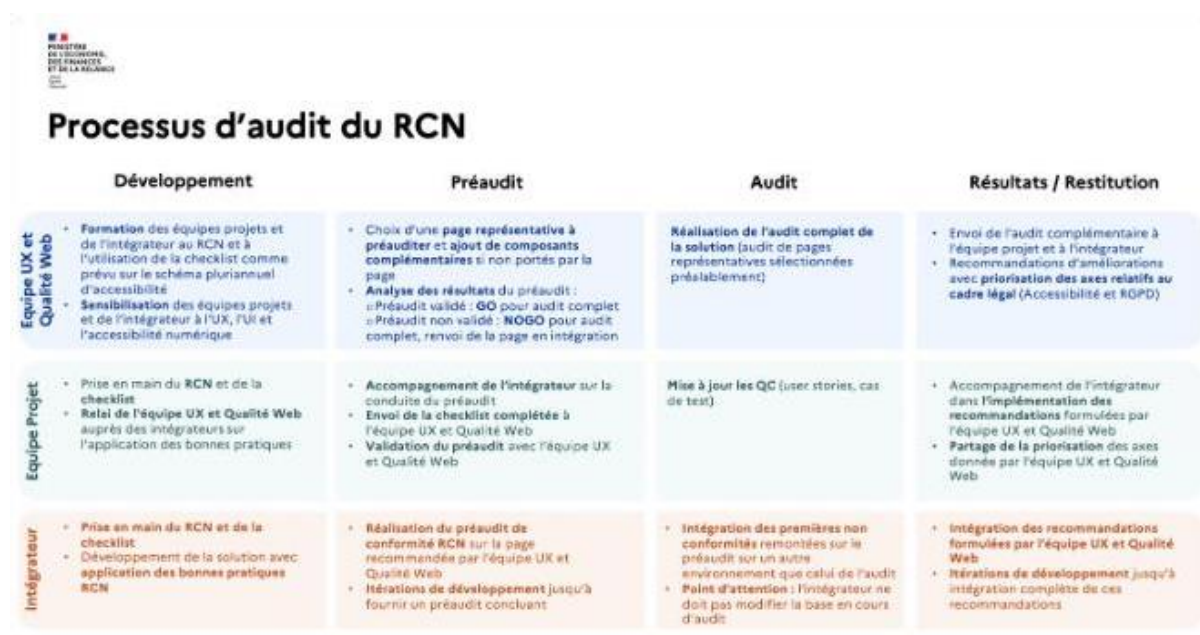 MINISTÈRE
DE L'ÉCONOMIE,
DES FINANCES
ET DE LA RELANCE
Processus d'audit du RCN
Développement
Préaudit
Audit
Résultats / Restitution
Equipe UX et
Qualité Web
• Formation des équipes projets et
de l'intégrateur au RCN et à
l'utilisation de la checklist comme
prévu sur le schéma pluriannuel
d'accessibilité
• Sensibilisation des équipes projets
et de l'intégrateur à l'UX, l'UI et
l'accessibilité numérique
• Choix d'une page représentative à
préauditer et ajout de composants
complémentaires si non portés par la
page
• Analyse des résultats du préaudit :
Préaudit validé : GO pour audit complet
Préaudit non validé : NOGO pour audit
complet, renvoi de la page en intégration
Réalisation de l'audit complet de
la solution (audit de pages
représentatives sélectionnées
préalablement)
• Envoi de l'audit complémentaire à
l'équipe projet et à l'intégrateur
• Recommandations d'améliorations
avec priorisation des axes relatifs au
cadre légal (Accessibilité et RGPD)
Equipe Projet
• Prise en main du RCN et de la
checklist
• Relai de l'équipe UX et Qualité Web
auprès des intégrateurs sur
l'application des bonnes pratiques
• Accompagnement de l'intégrateur sur la
conduite du préaudit
• Envoi de la checklist complétée à
l'équipe UX et Qualité Web
• Validation du préaudit avec l'équipe UX
et Qualité Web
Mise à jour les QC (user stories, cas
de test)
• Accompagnement de l'intégrateur
dans l'implémentation des
recommandations formulées par
l'équipe UX et Qualité Web
• Partage de la priorisation des axes
donnée par l'équipe UX et Qualité
Web
Intégrateur
• Prise en main du RCN et de la
checklist
• Développement de la solution avec
application des bonnes pratiques
RCN
• Réalisation du préaudit de
conformité RCN sur la page
recommandée par l'équipe UX et
Qualité Web
• Itérations de développement jusqu'à
fournir un préaudit concluant
• Intégration des premières non
conformités remontées sur le
préaudit sur un autre
environnement que celui de l'audit
• Point d'attention : l'intégrateur ne
doit pas modifier la base en cours
d'audit
• Intégration des recommandations
formulées par l'équipe UX et Qualité
Web
• Itérations de développement jusqu'à
intégration complète de ces
recommandations